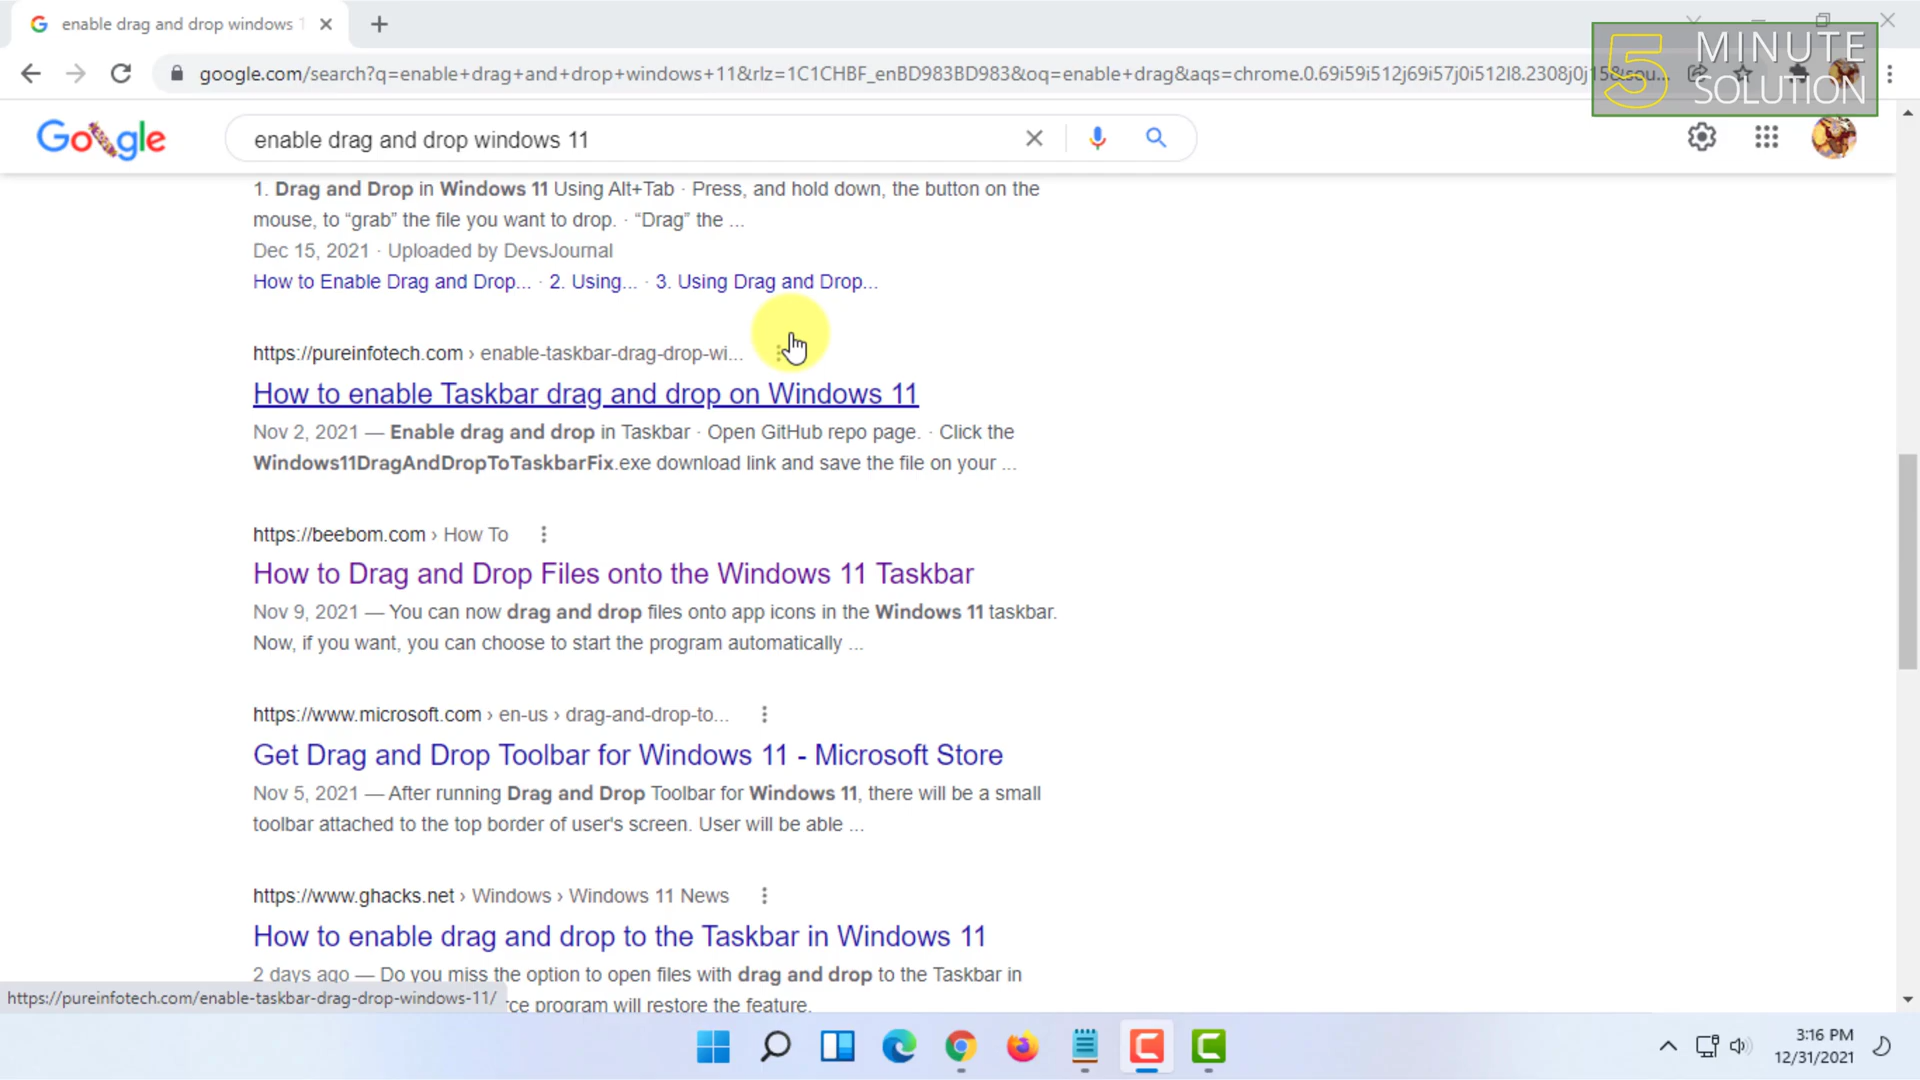 enable drag and drop windows 1
google.com/search?q=enable+drag+and+drop+windows+11&rlz=1C1CHBF_enBD983BD983&oq=enable+drag&aqs=chrome.0.69i59i512j69i57j0i512l8.2308j0j15&sou...
5 MINUTE
SOLUTION
Google
enable drag and drop windows 11
1. Drag and Drop in Windows 11 Using Alt+Tab · Press, and hold down, the button on the
mouse, to “grab” the file you want to drop. · “Drag” the ...
Dec 15, 2021 · Uploaded by DevsJournal
How to Enable Drag and Drop... · 2. Using... · 3. Using Drag and Drop...
https://pureinfotech.com › enable-taskbar-drag-drop-wi...
How to enable Taskbar drag and drop on Windows 11
Nov 2, 2021 — Enable drag and drop in Taskbar · Open GitHub repo page. · Click the
Windows11DragAndDropToTaskbarFix.exe download link and save the file on your ...
https://beebom.com › How To
How to Drag and Drop Files onto the Windows 11 Taskbar
Nov 9, 2021 — You can now drag and drop files onto app icons in the Windows 11 taskbar.
Now, if you want, you can choose to start the program automatically ...
https://www.microsoft.com › en-us › drag-and-drop-to...
Get Drag and Drop Toolbar for Windows 11 - Microsoft Store
Nov 5, 2021 — After running Drag and Drop Toolbar for Windows 11, there will be a small
toolbar attached to the top border of user's screen. User will be able ...
https://www.ghacks.net › Windows › Windows 11 News
How to enable drag and drop to the Taskbar in Windows 11
2 days ago — Do you miss the option to open files with drag and drop to the Taskbar in
https://pureinfotech.com/enable-taskbar-drag-drop-windows-11/
rce program will restore the feature.
3:16 PM
12/31/2021